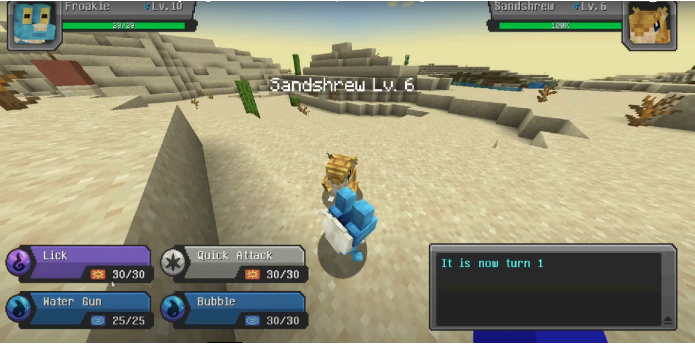 Froakie ♂Lv.10
29/29
Sandshrew ♂Lv.6
100%
Sandshrew Lv. 6
Lick
30/30
Quick Attack
30/30
Water Gun
25/25
Bubble
30/30
It is now turn 1